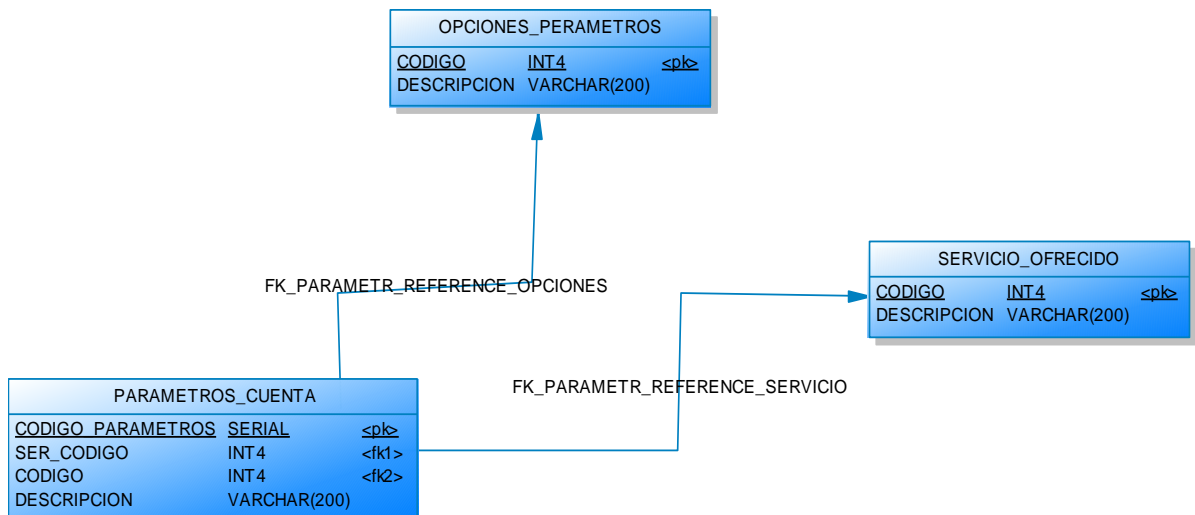 OPCIONES_PERAMETROS
CODIGO INT4 <pk>
DESCRIPCION VARCHAR(200)
SERVICIO_OFRECIDO
CODIGO INT4 <pk>
DESCRIPCION VARCHAR(200)
FK_PARAMETR_REFERENCE_OPCIONES
FK_PARAMETR_REFERENCE_SERVICIO
PARAMETROS_CUENTA
CODIGO_PARAMETROS SERIAL <pk>
SER_CODIGO INT4 <fk1>
CODIGO INT4 <fk2>
DESCRIPCION VARCHAR(200)